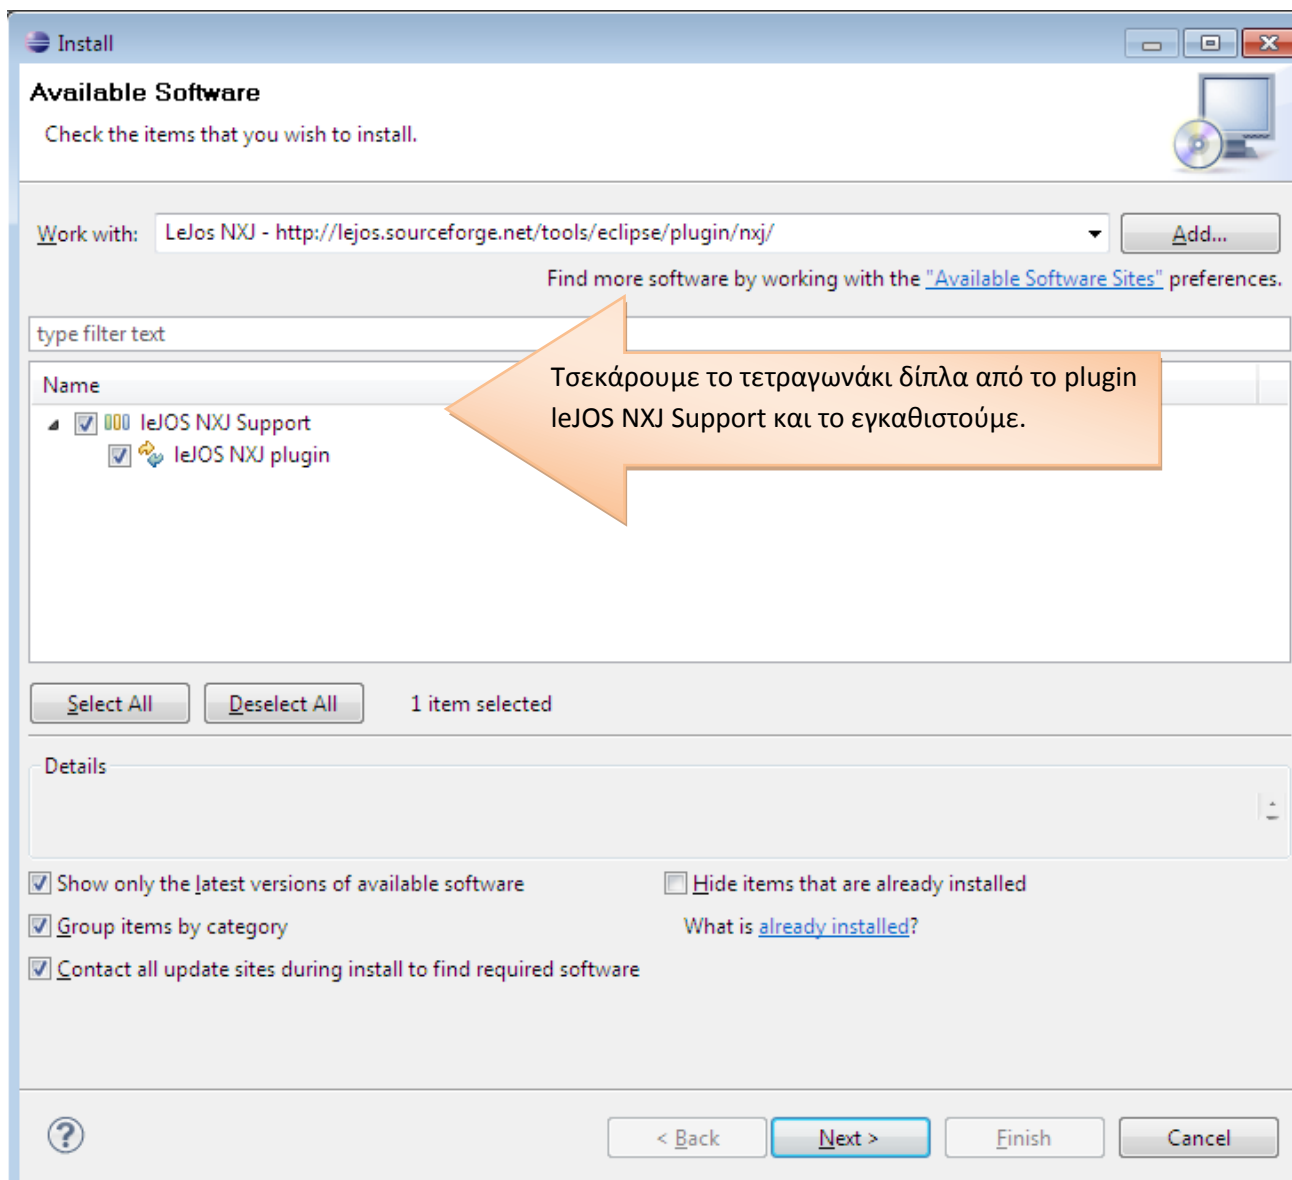 Install
Available Software
Check the items that you wish to install.
Work with: LeJos NXJ - http://lejos.sourceforge.net/tools/eclipse/plugin/nxj/ Add...
Find more software by working with the "Available Software Sites" preferences.
type filter text
Name
Τσεκάρουμε το τετραγωνάκι δίπλα από το plugin
leJOS NXJ Support και το εγκαθιστούμε.
leJOS NXJ Support
leJOS NXJ plugin
Select All Deselect All 1 item selected
Details
Show only the latest versions of available software Hide items that are already installed
Group items by category What is already installed?
Contact all update sites during install to find required software
< Back Next > Finish Cancel